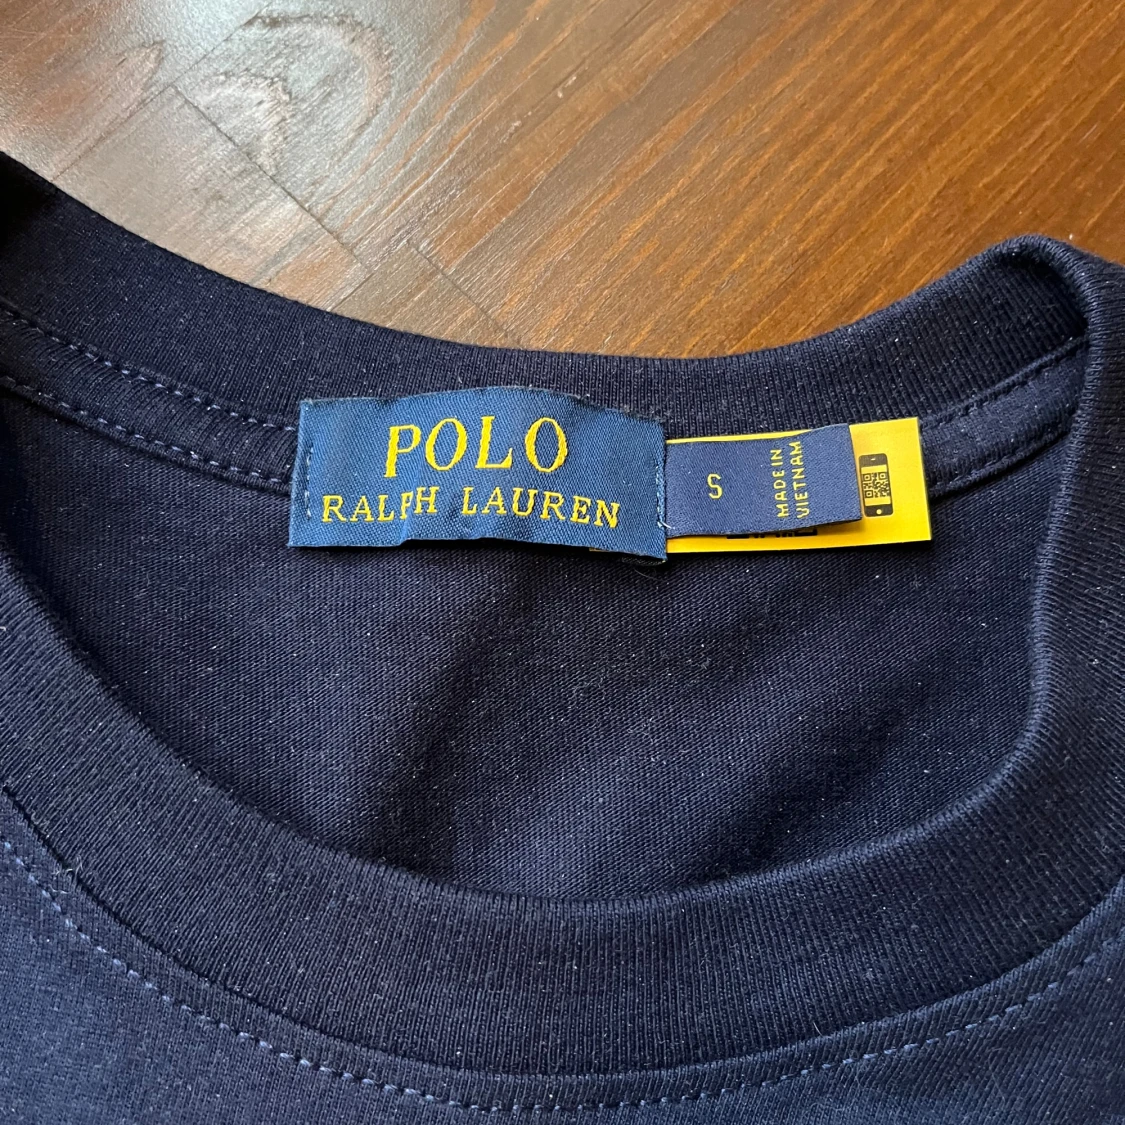 POLO
RALPH LAUREN
S
MADE IN
VIETNAM